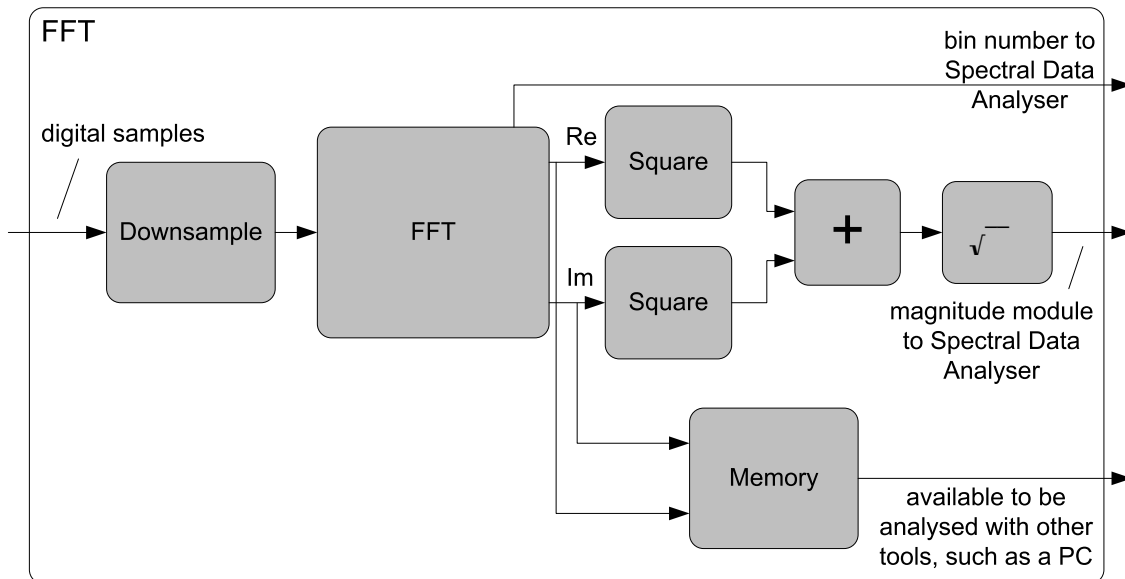 FFT
bin number to
Spectral Data
Analyser
digital samples
Downsample
FFT
Re
Square
Im
Square
+
√
magnitude module
to Spectral Data
Analyser
Memory
available to be
analysed with other
tools, such as a PC